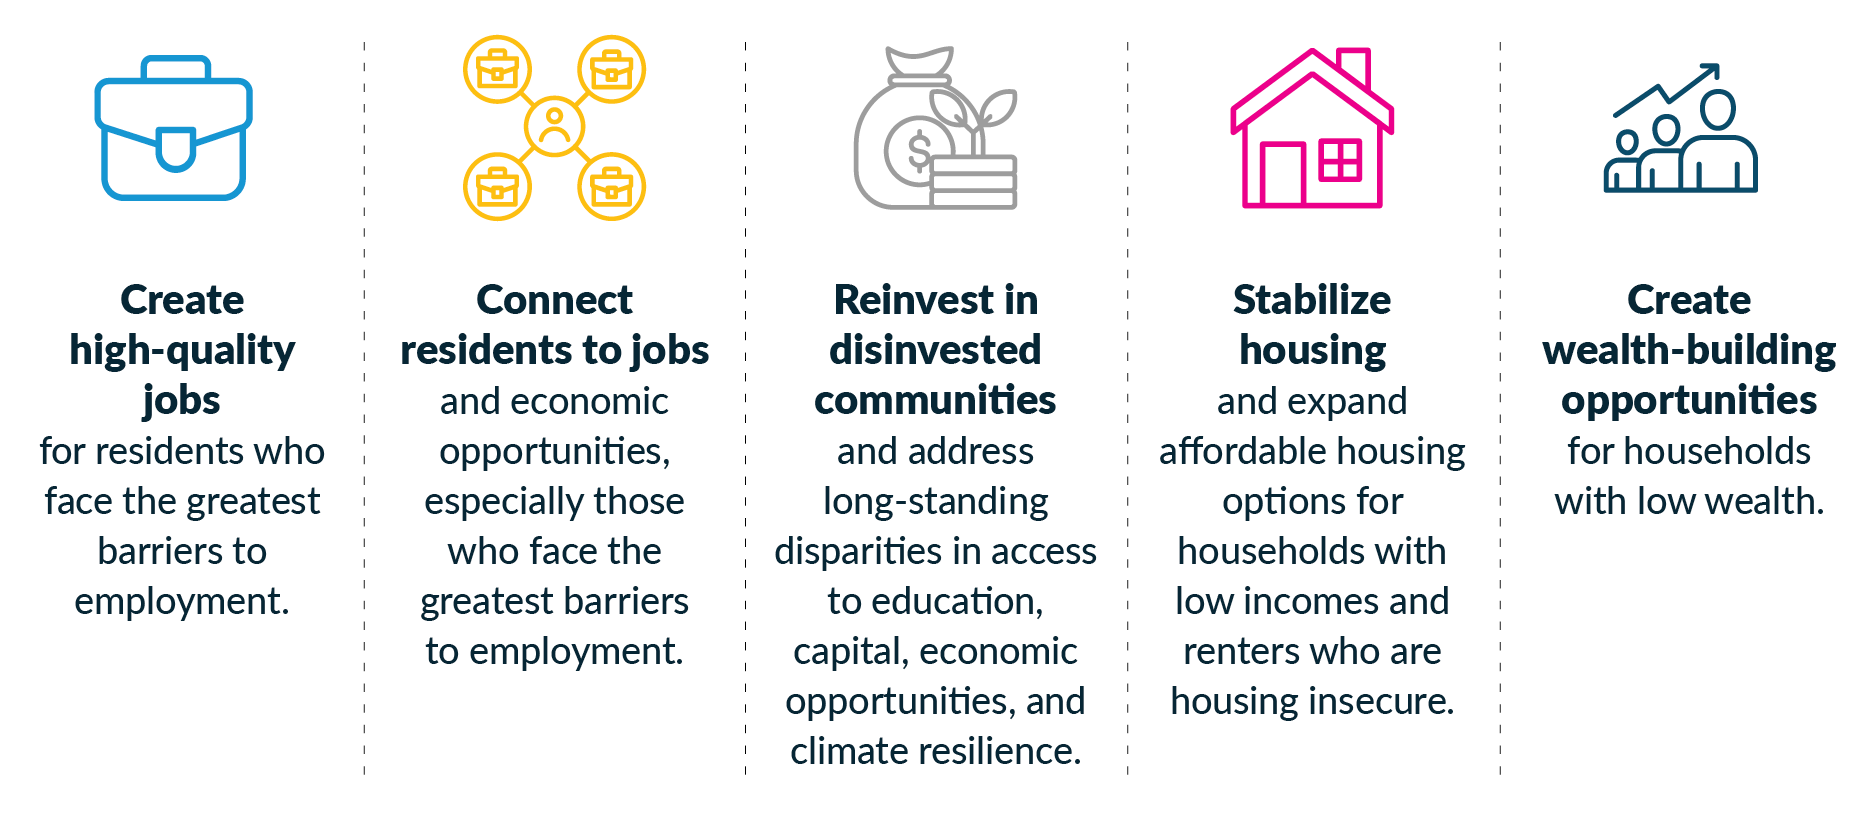 Create
high-quality
jobs
for residents who
face the greatest
barriers to
employment.
Connect
residents to jobs
and economic
opportunities,
especially those
who face the
greatest barriers
to employment.
$
Reinvest in
disinvested
communities
and address
long-standing
disparities in access
to education,
capital, economic
opportunities, and
climate resilience.
Stabilize
housing
and expand
affordable housing
options for
households with
low incomes and
renters who are
housing insecure.
Create
wealth-building
opportunities
for households
with low wealth.